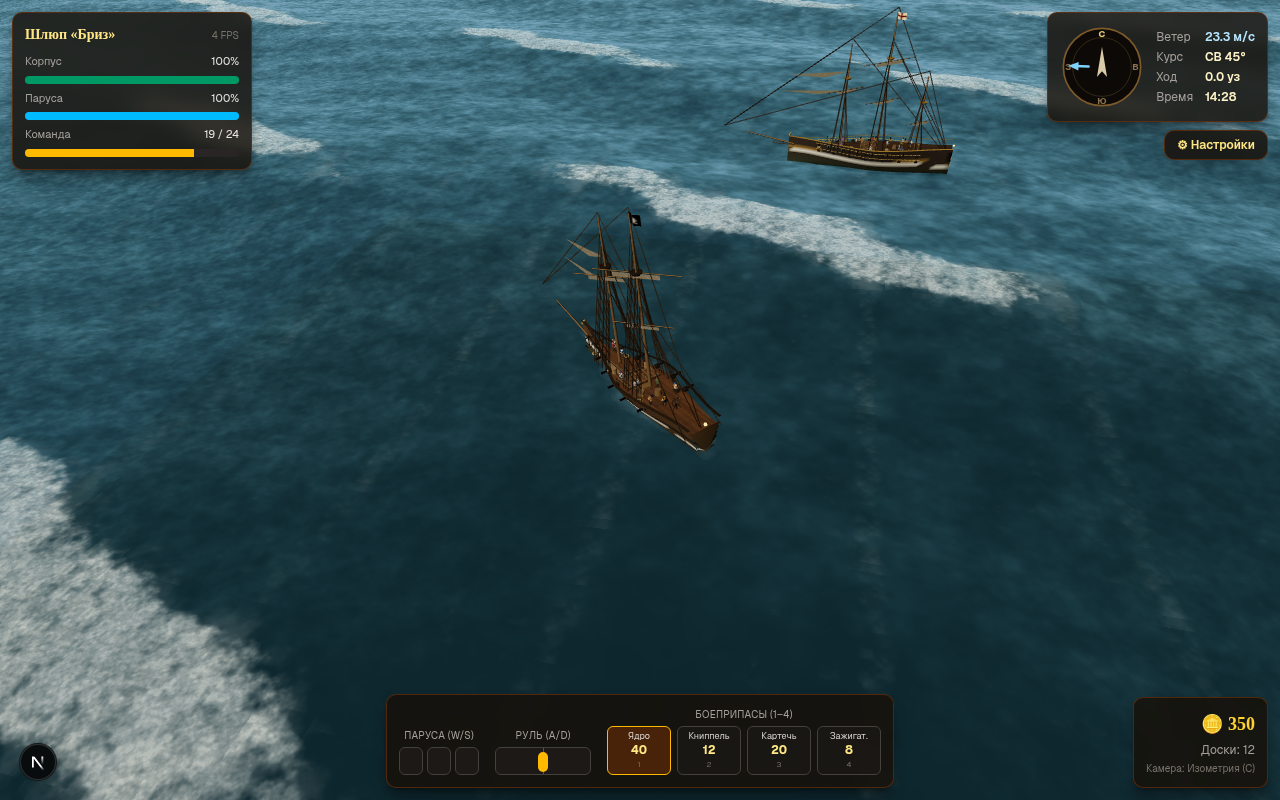 Шлюп «Бриз» 4 FPS
Корпус 100%
Паруса 100%
Команда 19 / 24
С
З В
Ю
Ветер 23.3 м/с
Курс СВ 45°
Ход 0.0 уз
Время 14:28
⚙ Настройки
ПАРУСА (W/S)
РУЛЬ (A/D)
БОЕПРИПАСЫ (1–4)
Ядро
40
1
Книппель
12
2
Картечь
20
3
Зажигат.
8
4
350
Доски: 12
Камера: Изометрия (C)
N